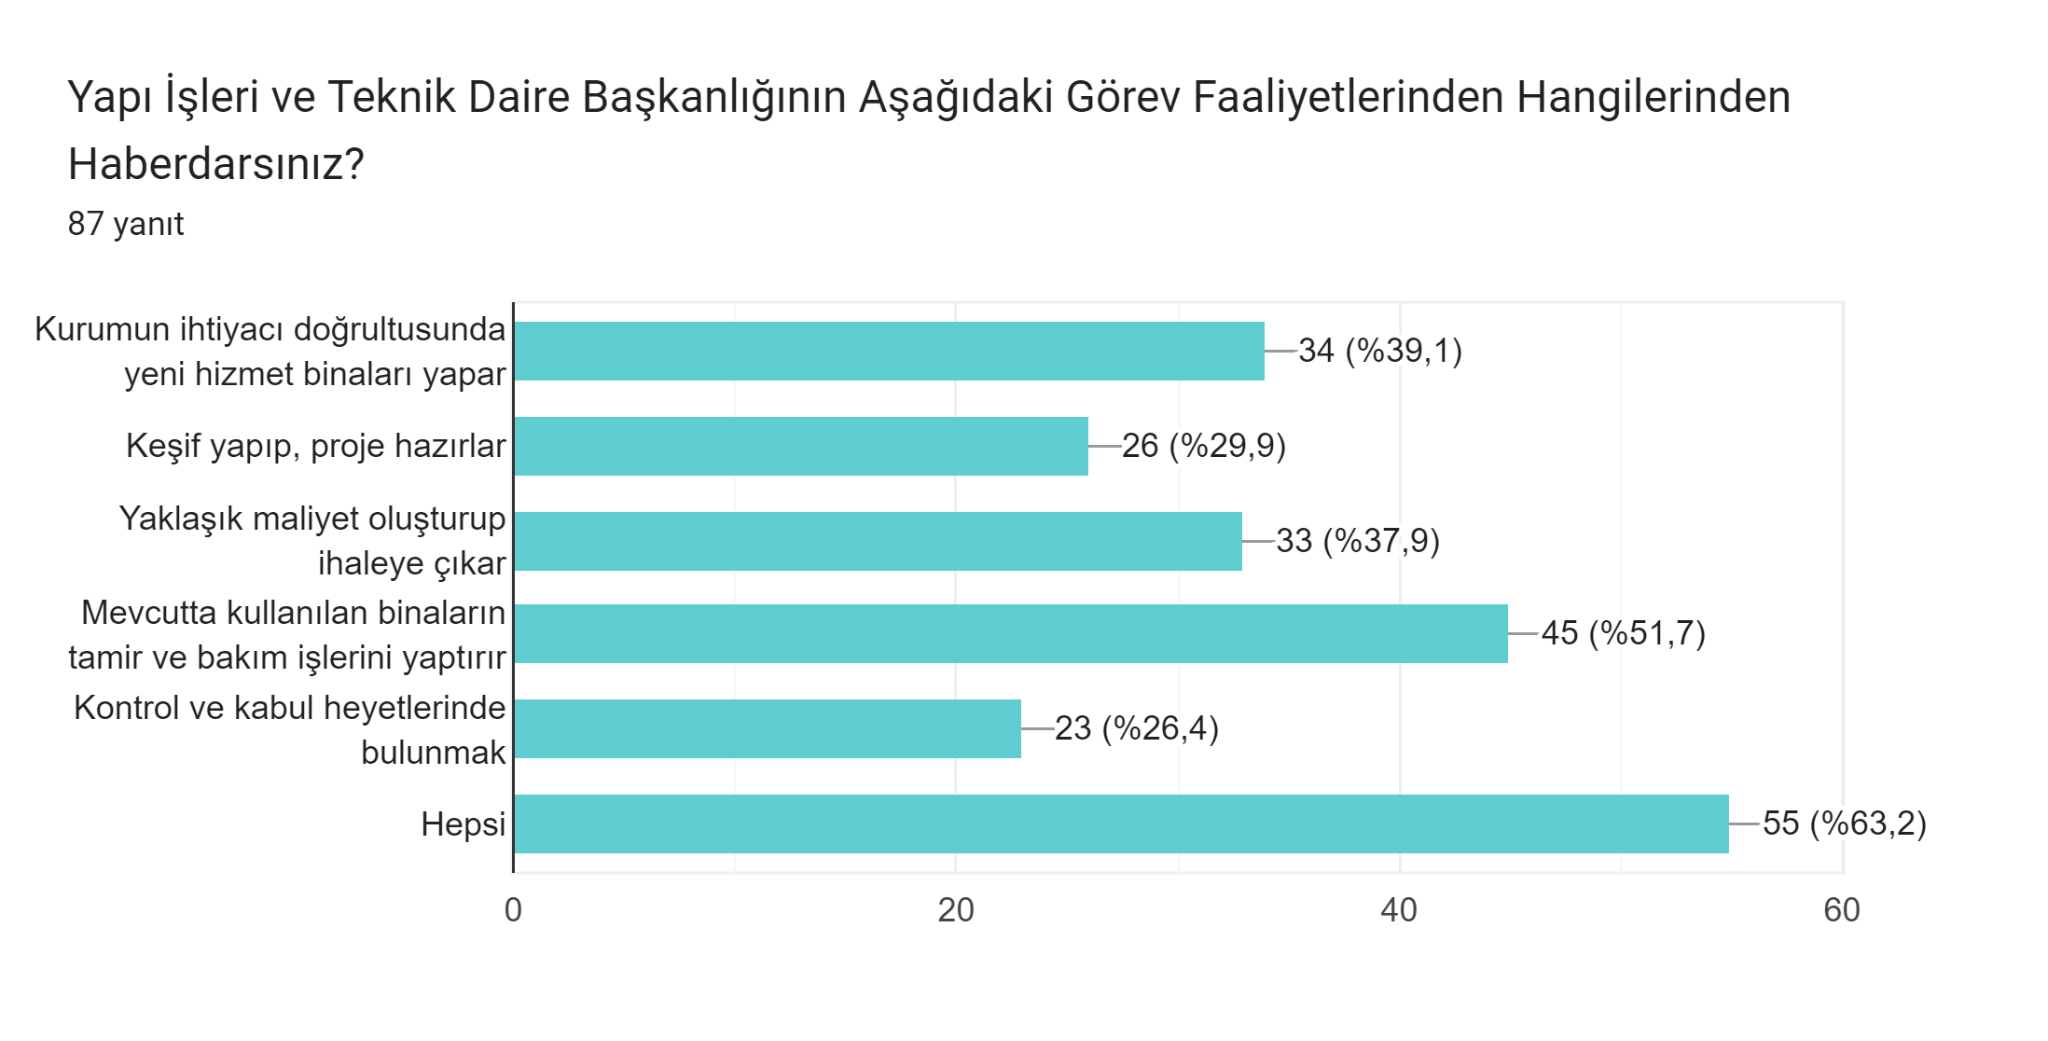 Yapı İşleri ve Teknik Daire Başkanlığının Aşağıdaki Görev Faaliyetlerinden Hangilerinden
Haberdarsınız?
87 yanıt
Kurumun ihtiyacı doğrultusunda
yeni hizmet binaları yapar
34 (%39,1)
Keşif yapıp, proje hazırlar
26 (%29,9)
Yaklaşık maliyet oluşturup
ihaleye çıkar
33 (%37,9)
Mevcutta kullanılan binaların
tamir ve bakım işlerini yaptırır
45 (%51,7)
Kontrol ve kabul heyetlerinde
bulunmak
23 (%26,4)
Hepsi
55 (%63,2)
0 20 40 60